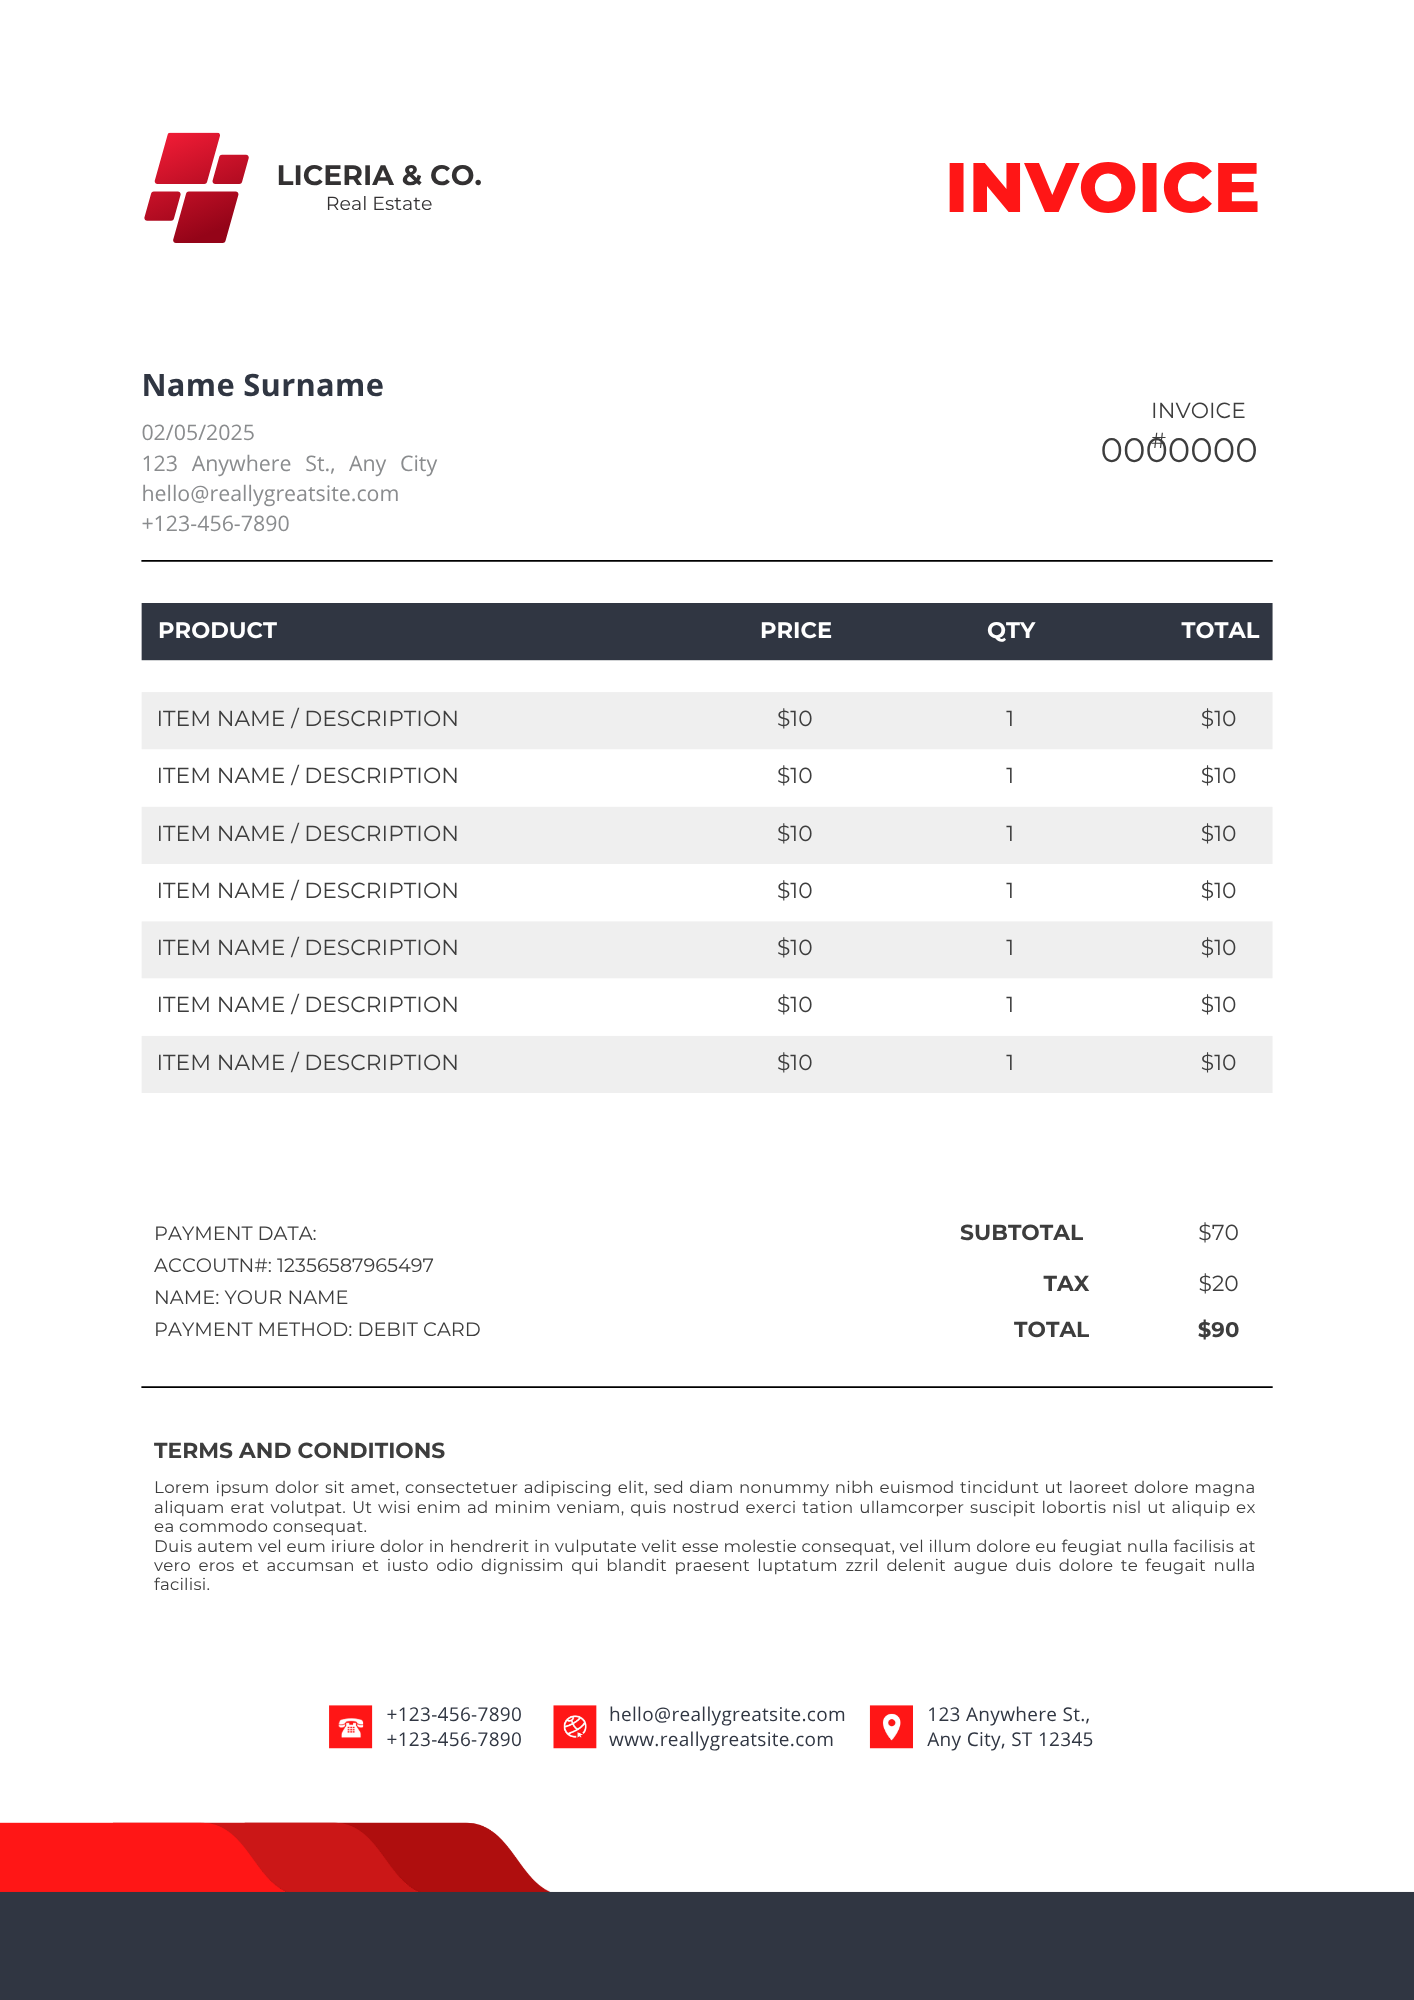 LICERIA & CO.
Real Estate
INVOICE
Name Surname
02/05/2025
123 Anywhere St., Any City
hello@reallygreatsite.com
+123-456-7890
INVOICE
#
0000000
PRODUCT PRICE QTY TOTAL
ITEM NAME / DESCRIPTION $10 1 $10
ITEM NAME / DESCRIPTION $10 1 $10
ITEM NAME / DESCRIPTION $10 1 $10
ITEM NAME / DESCRIPTION $10 1 $10
ITEM NAME / DESCRIPTION $10 1 $10
ITEM NAME / DESCRIPTION $10 1 $10
ITEM NAME / DESCRIPTION $10 1 $10
PAYMENT DATA:
ACCOUTN#: 12356587965497
NAME: YOUR NAME
PAYMENT METHOD: DEBIT CARD
SUBTOTAL $70
TAX $20
TOTAL $90
TERMS AND CONDITIONS
Lorem ipsum dolor sit amet, consectetuer adipiscing elit, sed diam nonummy nibh euismod tincidunt ut laoreet dolore magna
aliquam erat volutpat. Ut wisi enim ad minim veniam, quis nostrud exerci tation ullamcorper suscipit lobortis nisl ut aliquip ex
ea commodo consequat.
Duis autem vel eum iriure dolor in hendrerit in vulputate velit esse molestie consequat, vel illum dolore eu feugiat nulla facilisis at
vero eros et accumsan et iusto odio dignissim qui blandit praesent luptatum zzril delenit augue duis dolore te feugait nulla
facilisi.
+123-456-7890
+123-456-7890
hello@reallygreatsite.com
www.reallygreatsite.com
123 Anywhere St.,
Any City, ST 12345